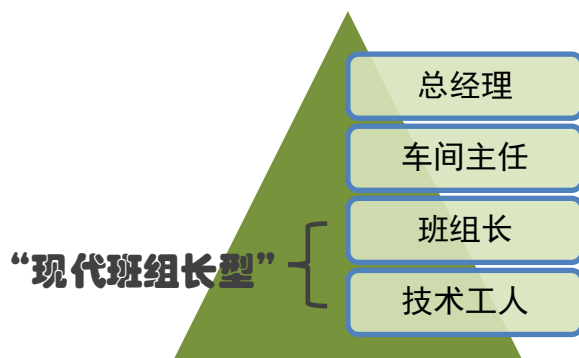 总经理
车间主任
班组长
“现代班组长型”
技术工人